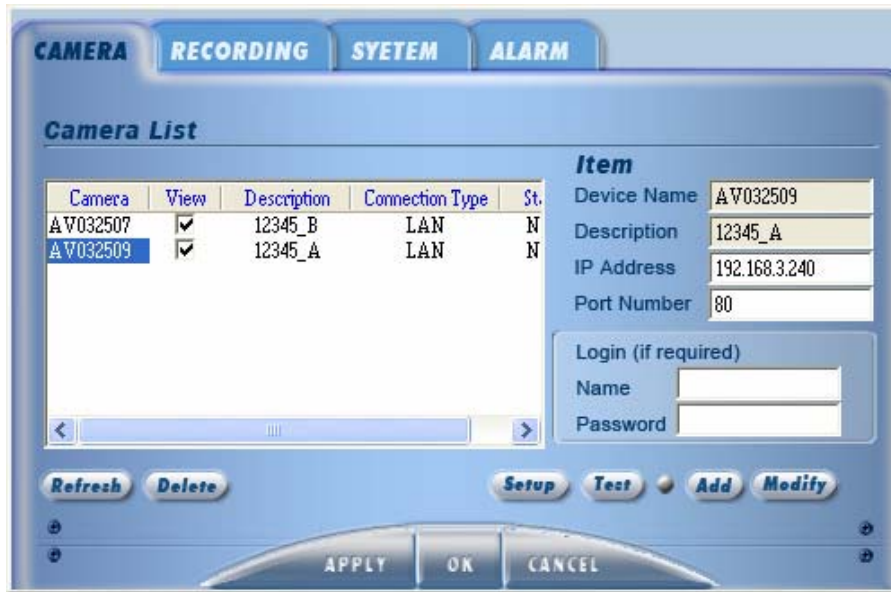 CAMERA RECORDING SYETEM ALARM
Camera List
Camera View Description Connection Type St.
AV032507 12345_B LAN N
AV032509 12345_A LAN N
Item
Device Name AV032509
Description 12345_A
IP Address 192.168.3.240
Port Number 80
Login (if required)
Name
Password
Refresh Delete Setup Test Add Modify
APPLY OK CANCEL